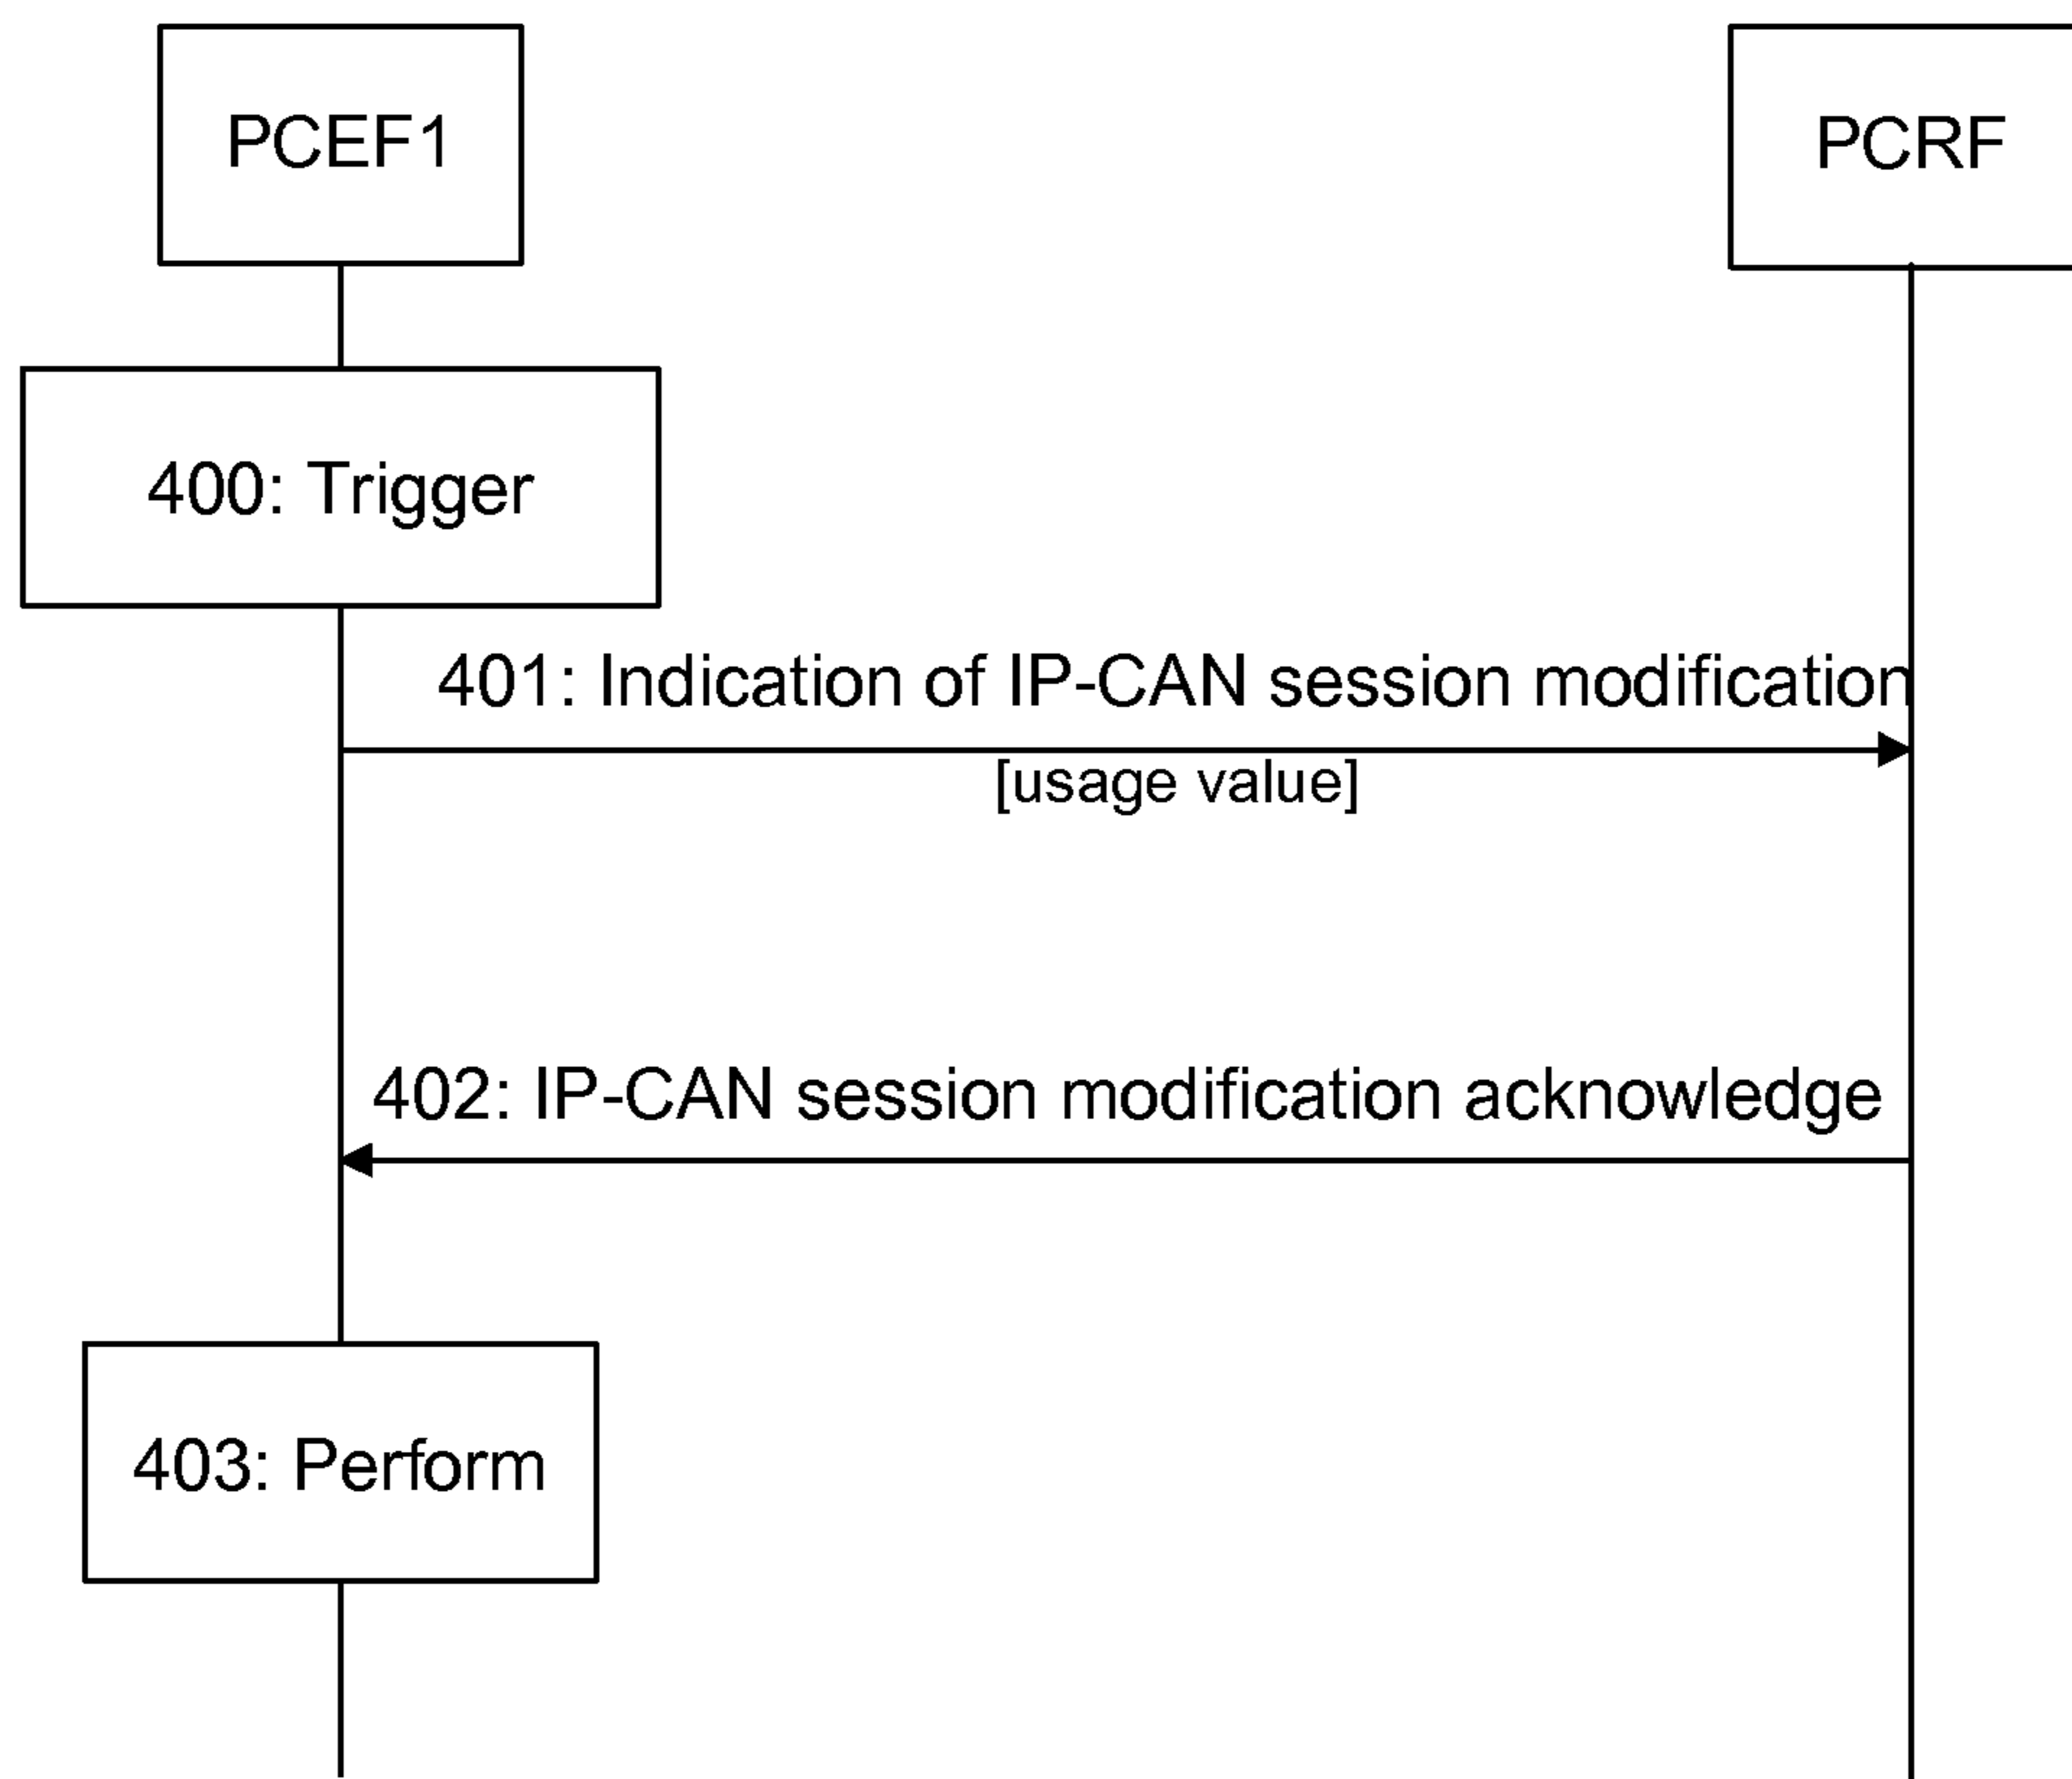 PCEF1
PCRF
400: Trigger
401: Indication of IP-CAN session modification
[usage value]
402: IP-CAN session modification acknowledge
403: Perform